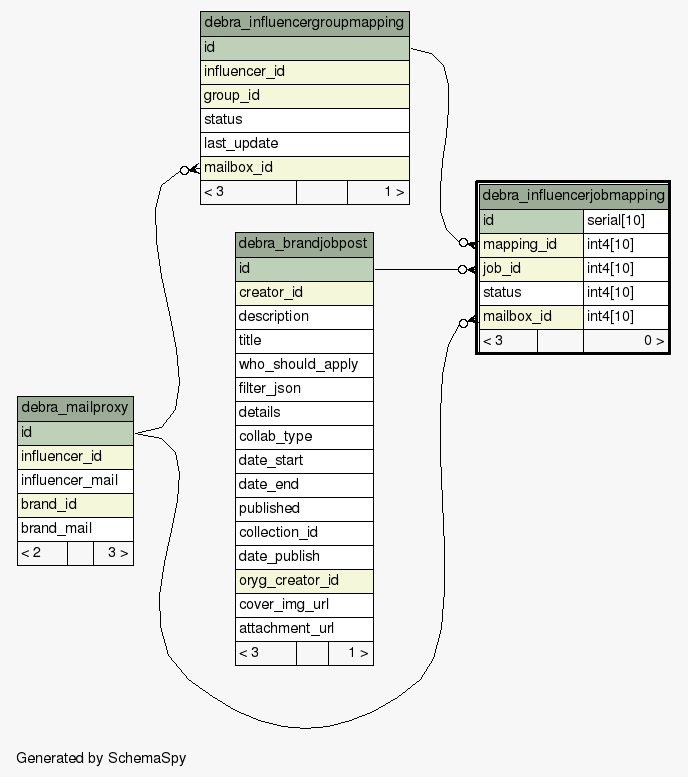 debra_influencergroupmapping
id
influencer_id
group_id
status
last_update
mailbox_id
< 3 1 >
debra_influencerjobmapping
id serial[10]
mapping_id int4[10]
job_id int4[10]
status int4[10]
mailbox_id int4[10]
< 3 0 >
debra_brandjobpost
id
creator_id
description
title
who_should_apply
filter_json
details
collab_type
date_start
date_end
published
collection_id
date_publish
oryg_creator_id
cover_img_url
attachment_url
< 3 1 >
debra_mailproxy
id
influencer_id
influencer_mail
brand_id
brand_mail
< 2 3 >
Generated by SchemaSpy